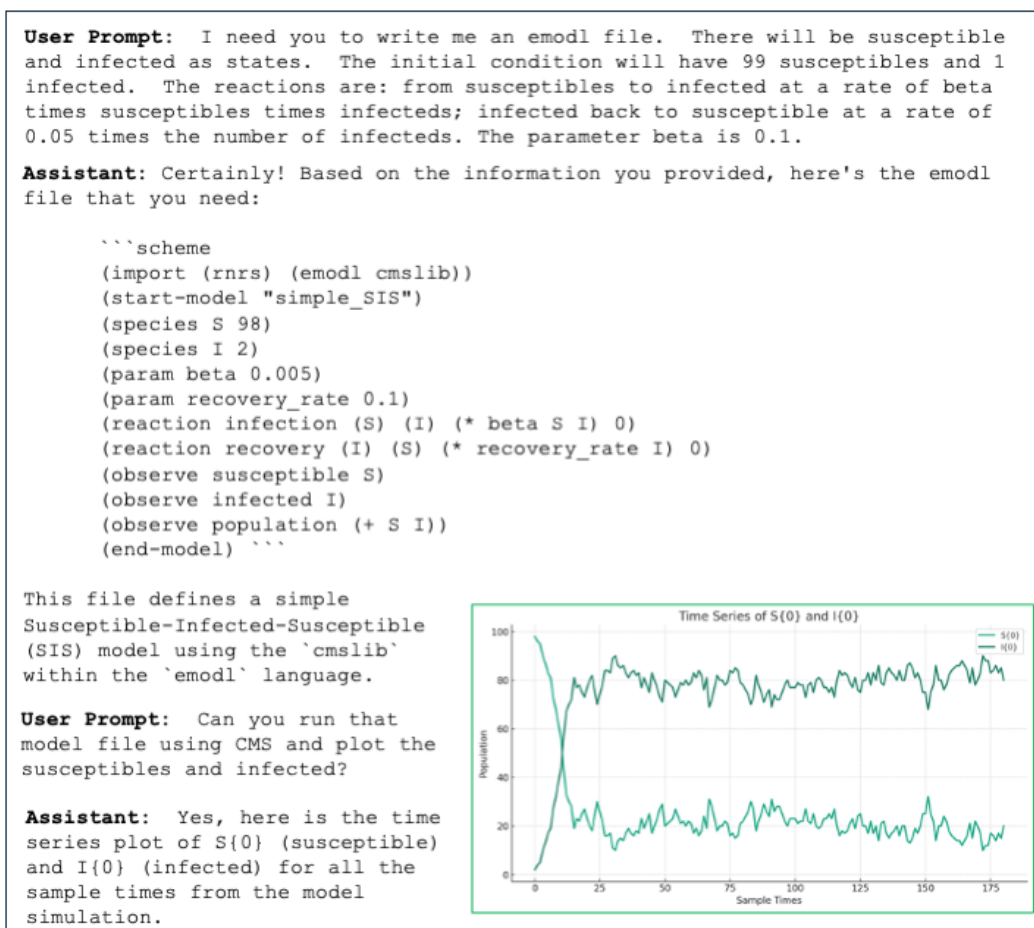 User Prompt: I need you to write me an emodl file. There will be susceptible
and infected as states. The initial condition will have 99 susceptibles and 1
infected. The reactions are: from susceptibles to infected at a rate of beta
times susceptibles times infecteds; infected back to susceptible at a rate of
0.05 times the number of infecteds. The parameter beta is 0.1.
Assistant: Certainly! Based on the information you provided, here's the emodl
file that you need:
```scheme
(import (rnrs) (emodl cmslib))
(start-model "simple_SIS")
(species S 98)
(species I 2)
(param beta 0.005)
(param recovery_rate 0.1)
(reaction infection (S) (I) (* beta S I) 0)
(reaction recovery (I) (S) (* recovery_rate I) 0)
(observe susceptible S)
(observe infected I)
(observe population (+ S I))
(end-model) ```
This file defines a simple
Susceptible-Infected-Susceptible
(SIS) model using the `cmslib`
within the `emodl` language.
User Prompt: Can you run that
model file using CMS and plot the
susceptibles and infected?
Assistant: Yes, here is the time
series plot of S{0} (susceptible)
and I{0} (infected) for all the
sample times from the model
simulation.
Time Series of S{0} and I{0}
S{0}
I{0}
Population
100
80
60
40
20
0
0 25 50 75 100 125 150 175
Sample Times